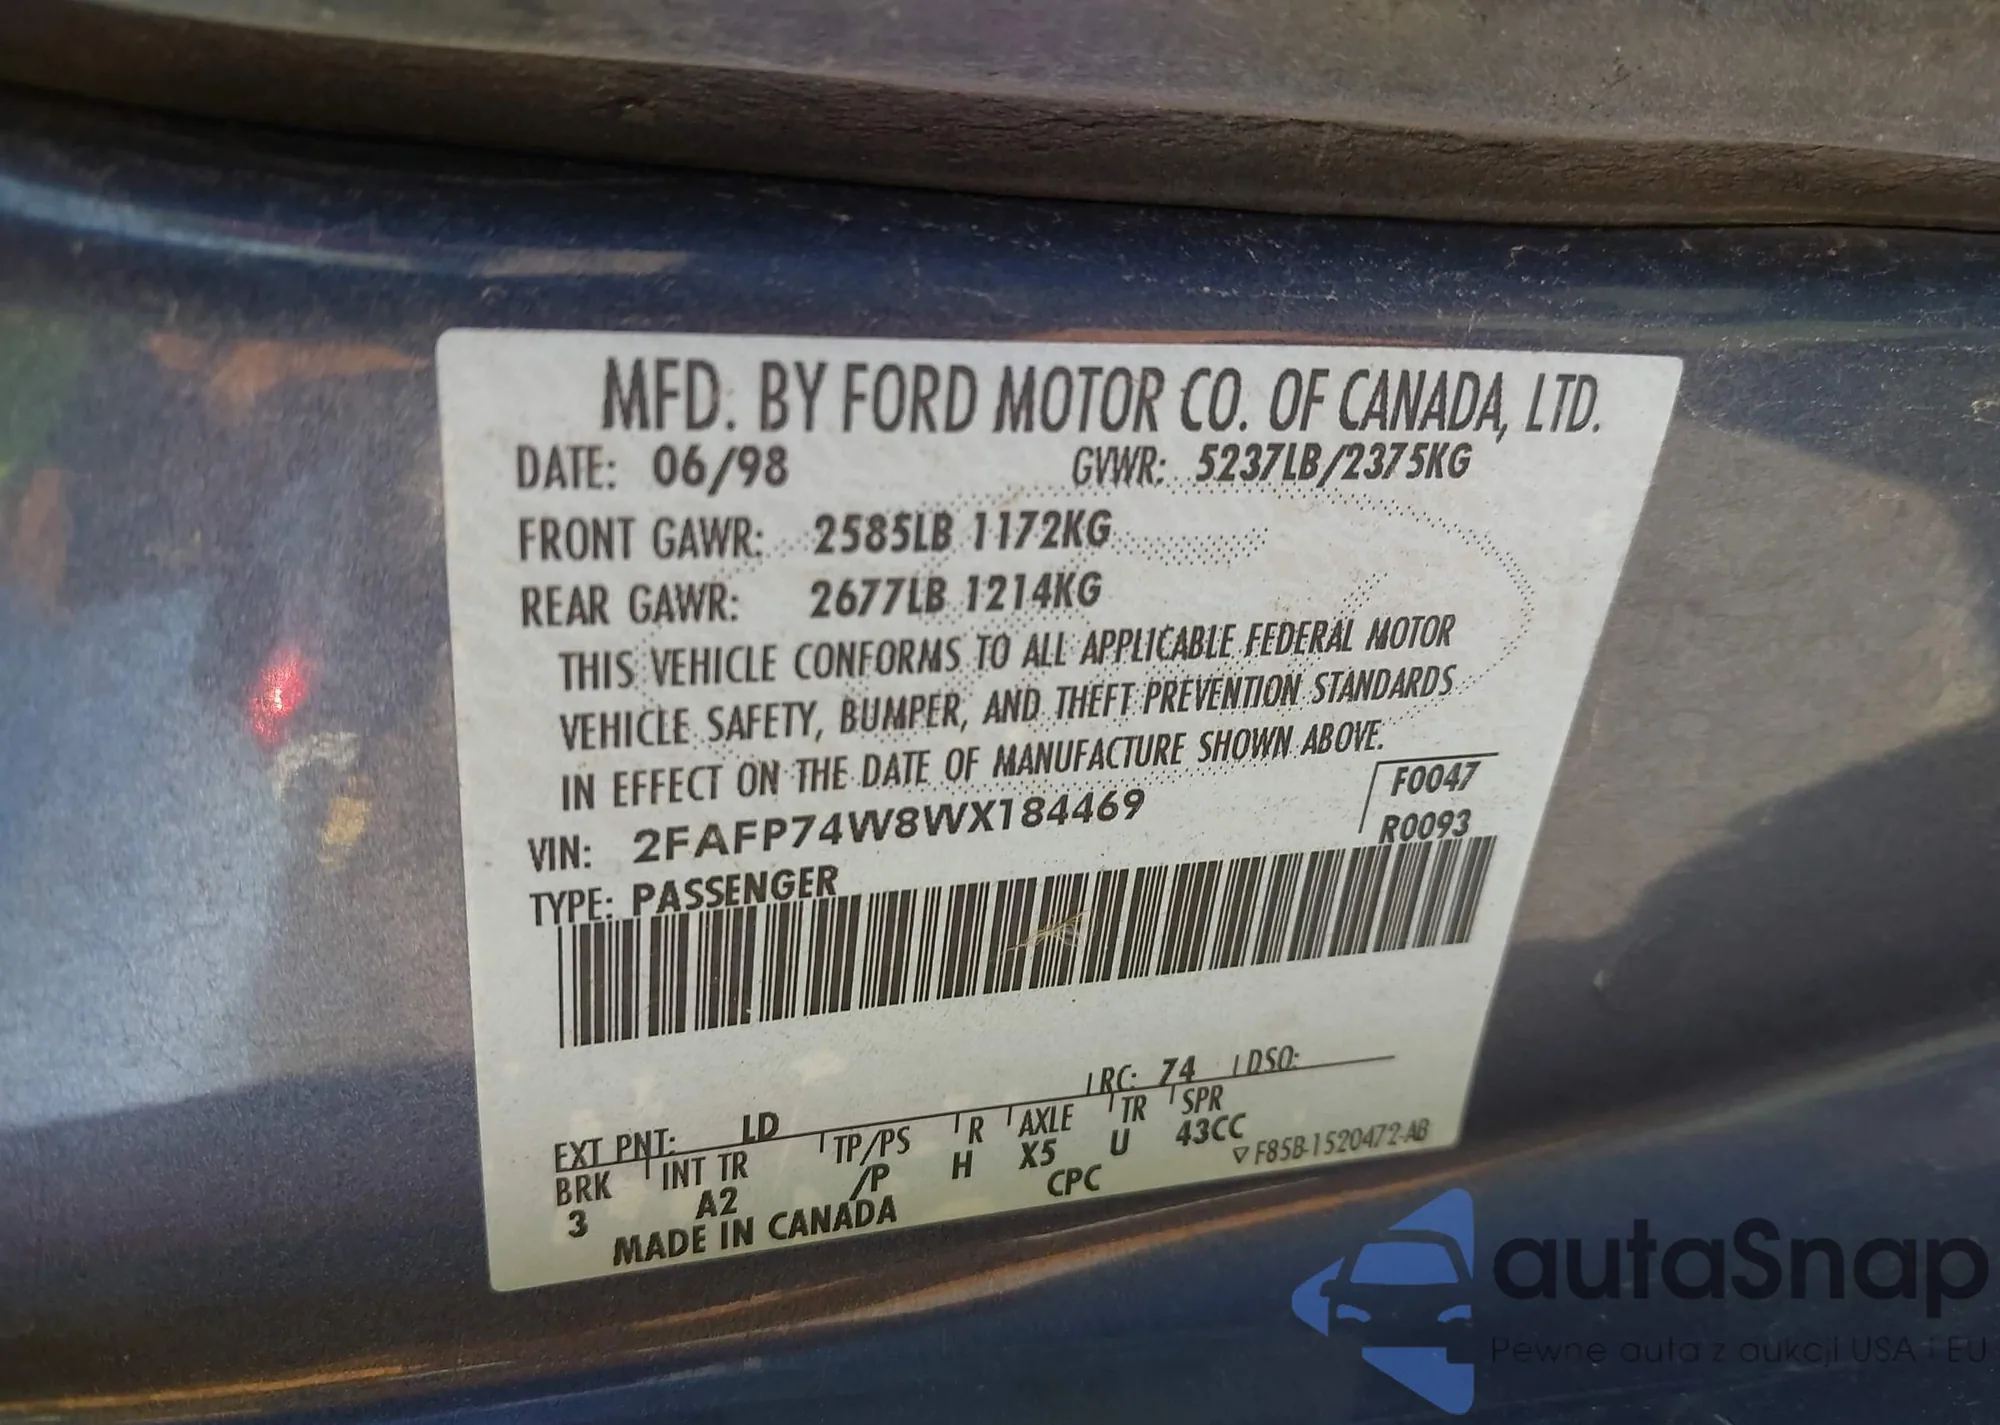 MFD. BY FORD MOTOR CO. OF CANADA, LTD.
DATE: 06/98 GVWR: 5237LB/2375KG
FRONT GAWR: 2585LB 1172KG
REAR GAWR: 2677LB 1214KG
THIS VEHICLE CONFORMS TO ALL APPLICABLE FEDERAL MOTOR
VEHICLE SAFETY, BUMPER, AND THEFT PREVENTION STANDARDS
IN EFFECT ON THE DATE OF MANUFACTURE SHOWN ABOVE.
VIN: 2FAFP74W8WX184469 F0047
TYPE: PASSENGER R0093
EXT PNT: LD RC: 74 DSO:
BRK INT TR TP/PS R AXLE TR SPR
3 A2 /P H X5 U 43CC
MADE IN CANADA CPC ▽F85B-1520472-AB
autaSnap
Pewne auta z aukcji USA i EU